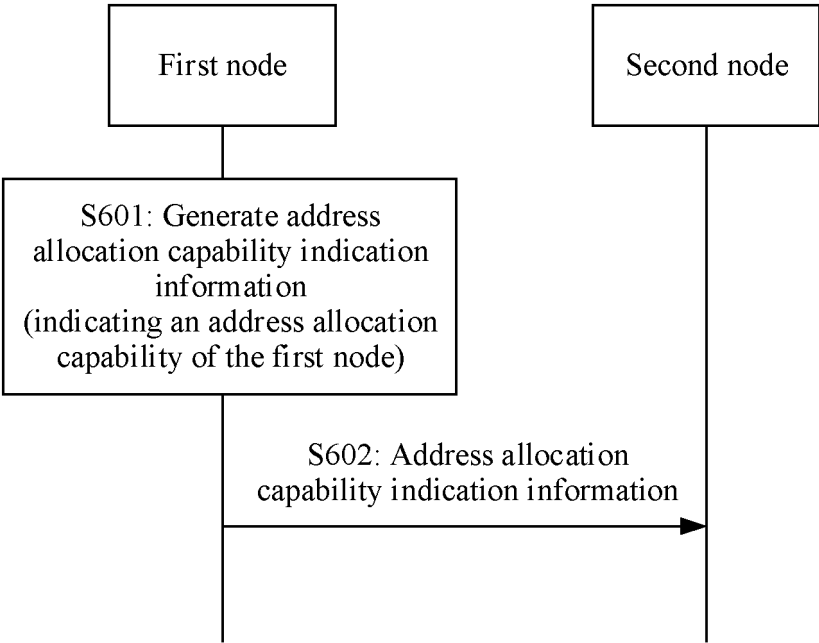 First node
Second node
S601: Generate address
allocation capability indication
information
(indicating an address allocation
capability of the first node)
S602: Address allocation
capability indication information